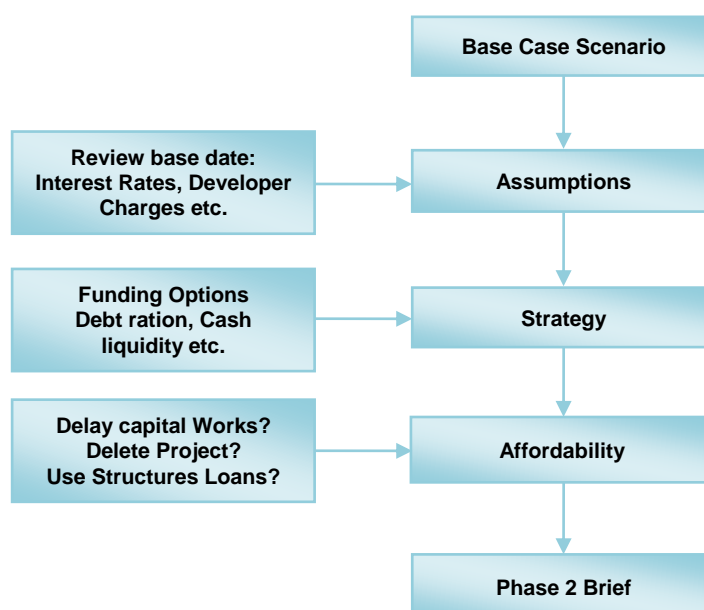 Base Case Scenario
Review base date:
Interest Rates, Developer
Charges etc.
Assumptions
Funding Options
Debt ration, Cash
liquidity etc.
Strategy
Delay capital Works?
Delete Project?
Use Structures Loans?
Affordability
Phase 2 Brief